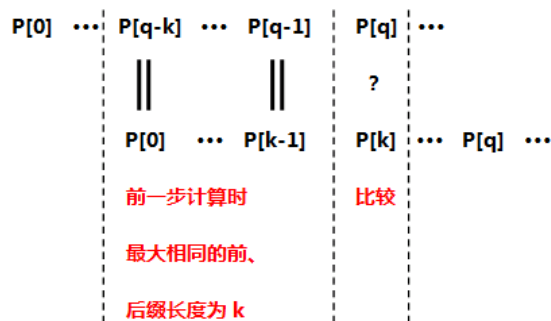 P[0] ••• P[q-k] ••• P[q-1] P[q] •••
?
P[0] ••• P[k-1] P[k] ••• P[q] •••
前一步计算时 比较
最大相同的前、
后缀长度为 k